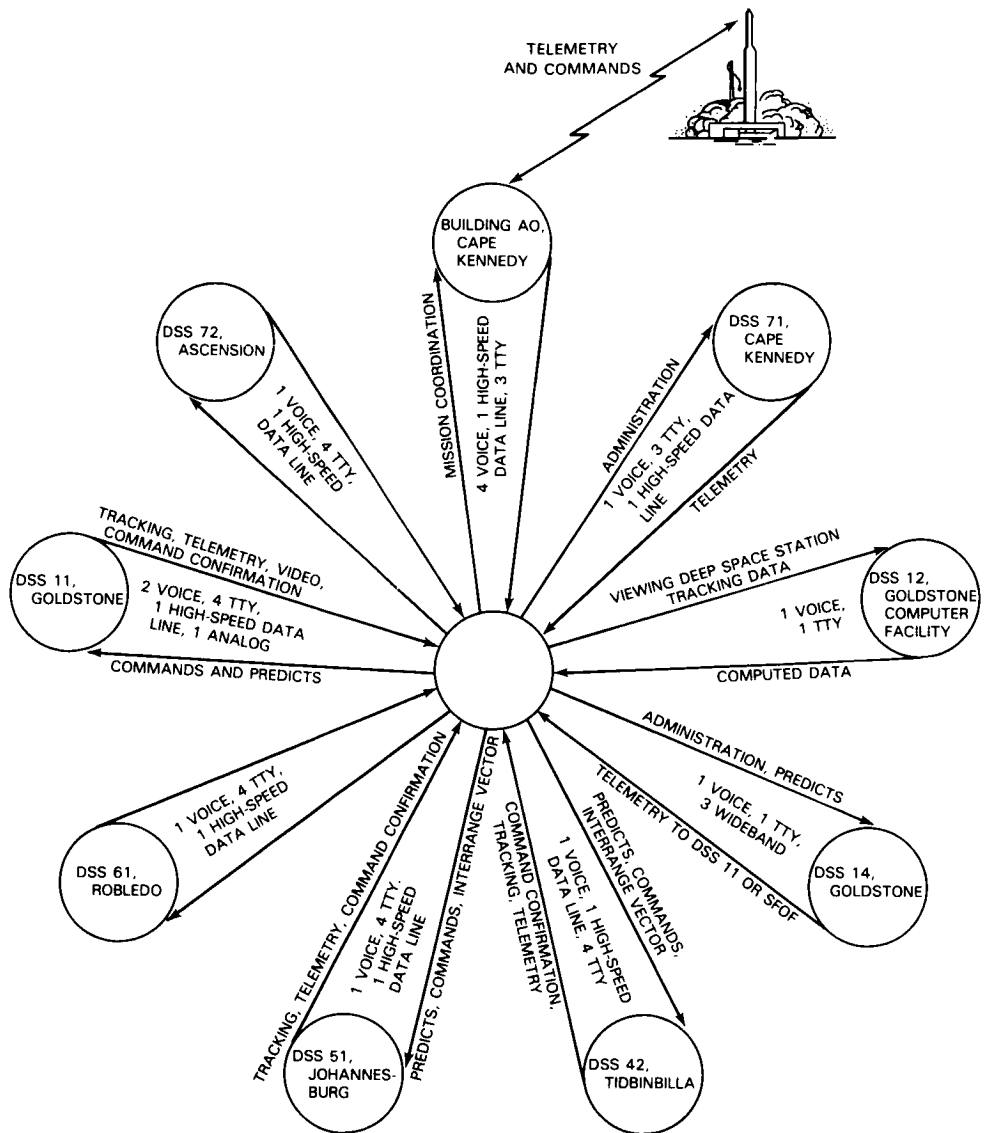 TELEMETRY
AND COMMANDS
BUILDING AO,
CAPE
KENNEDY
MISSION COORDINATION
4 VOICE, 1 HIGH-SPEED
DATA LINE, 3 TTY
DSS 72,
ASCENSION
1 VOICE, 4 TTY,
1 HIGH-SPEED
DATA LINE
DSS 71,
CAPE
KENNEDY
ADMINISTRATION
1 VOICE, 3 TTY,
1 HIGH-SPEED DATA
LINE
TELEMETRY
DSS 11,
GOLDSTONE
TRACKING, TELEMETRY, VIDEO,
COMMAND CONFIRMATION
2 VOICE, 4 TTY,
1 HIGH-SPEED DATA
LINE, 1 ANALOG
COMMANDS AND PREDICTS
VIEWING DEEP SPACE STATION
TRACKING DATA
1 VOICE,
1 TTY
COMPUTED DATA
DSS 12,
GOLDSTONE
COMPUTER
FACILITY
DSS 61,
ROBLEDO
1 VOICE, 4 TTY,
1 HIGH-SPEED
DATA LINE
ADMINISTRATION, PREDICTS
1 VOICE, 1 TTY,
3 WIDEBAND
TELEMETRY TO DSS 11 OR SFOF
DSS 14,
GOLDSTONE
TRACKING, TELEMETRY, COMMAND CONFIRMATION
1 VOICE, 4 TTY.
1 HIGH-SPEED
DATA LINE
PREDICTS, COMMANDS, INTERRANGE VECTOR
DSS 51,
JOHANNES-
BURG
COMMAND CONFIRMATION,
TRACKING, TELEMETRY
1 VOICE, 1 HIGH-SPEED
DATA LINE, 4 TTY
PREDICTS, COMMANDS,
INTERRANGE VECTOR
DSS 42,
TIDBINBILLA